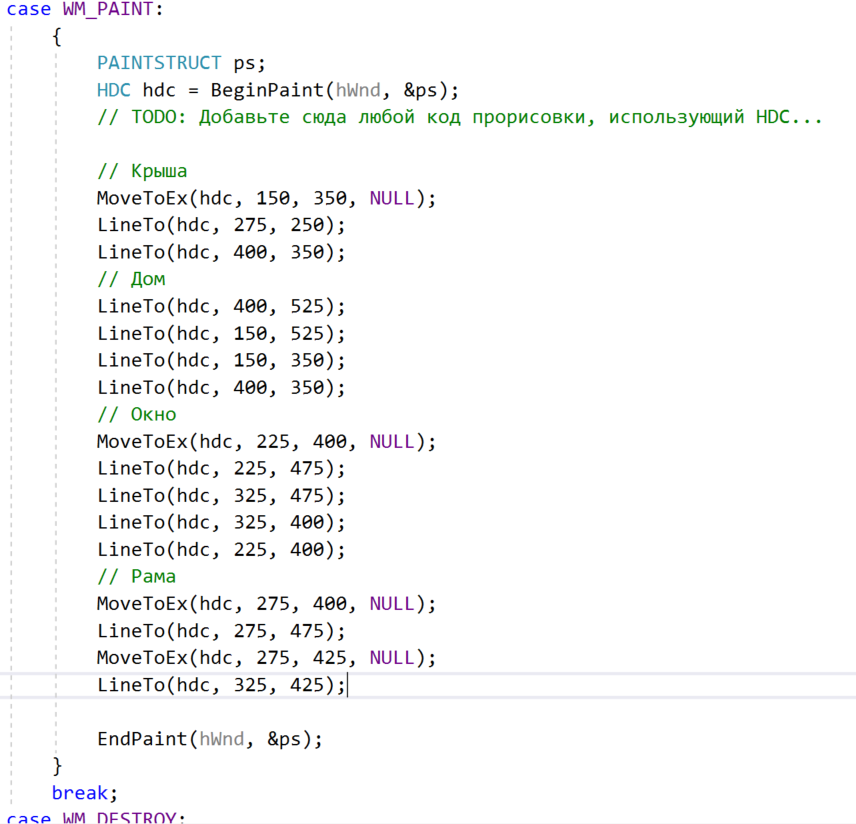 case WM_PAINT:
{
PAINTSTRUCT ps;
HDC hdc = BeginPaint(hWnd, &ps);
// TODO: Добавьте сюда любой код прорисовки, использующий HDC...
// Крыша
MoveToEx(hdc, 150, 350, NULL);
LineTo(hdc, 275, 250);
LineTo(hdc, 400, 350);
// Дом
LineTo(hdc, 400, 525);
LineTo(hdc, 150, 525);
LineTo(hdc, 150, 350);
LineTo(hdc, 400, 350);
// Окно
MoveToEx(hdc, 225, 400, NULL);
LineTo(hdc, 225, 475);
LineTo(hdc, 325, 475);
LineTo(hdc, 325, 400);
LineTo(hdc, 225, 400);
// Рама
MoveToEx(hdc, 275, 400, NULL);
LineTo(hdc, 275, 475);
MoveToEx(hdc, 275, 425, NULL);
LineTo(hdc, 325, 425);
EndPaint(hWnd, &ps);
}
break;
case WM_DESTROY: